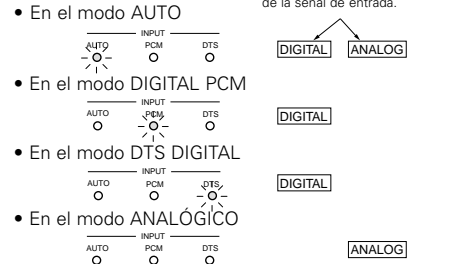 de la señal de entrada.
• En el modo AUTO
INPUT
AUTO PCM DTS
DIGITAL ANALOG
• En el modo DIGITAL PCM
INPUT
AUTO PCM DTS
DIGITAL
• En el modo DTS DIGITAL
INPUT
AUTO PCM DTS
DIGITAL
• En el modo ANALÓGICO
INPUT
AUTO PCM DTS
ANALOG